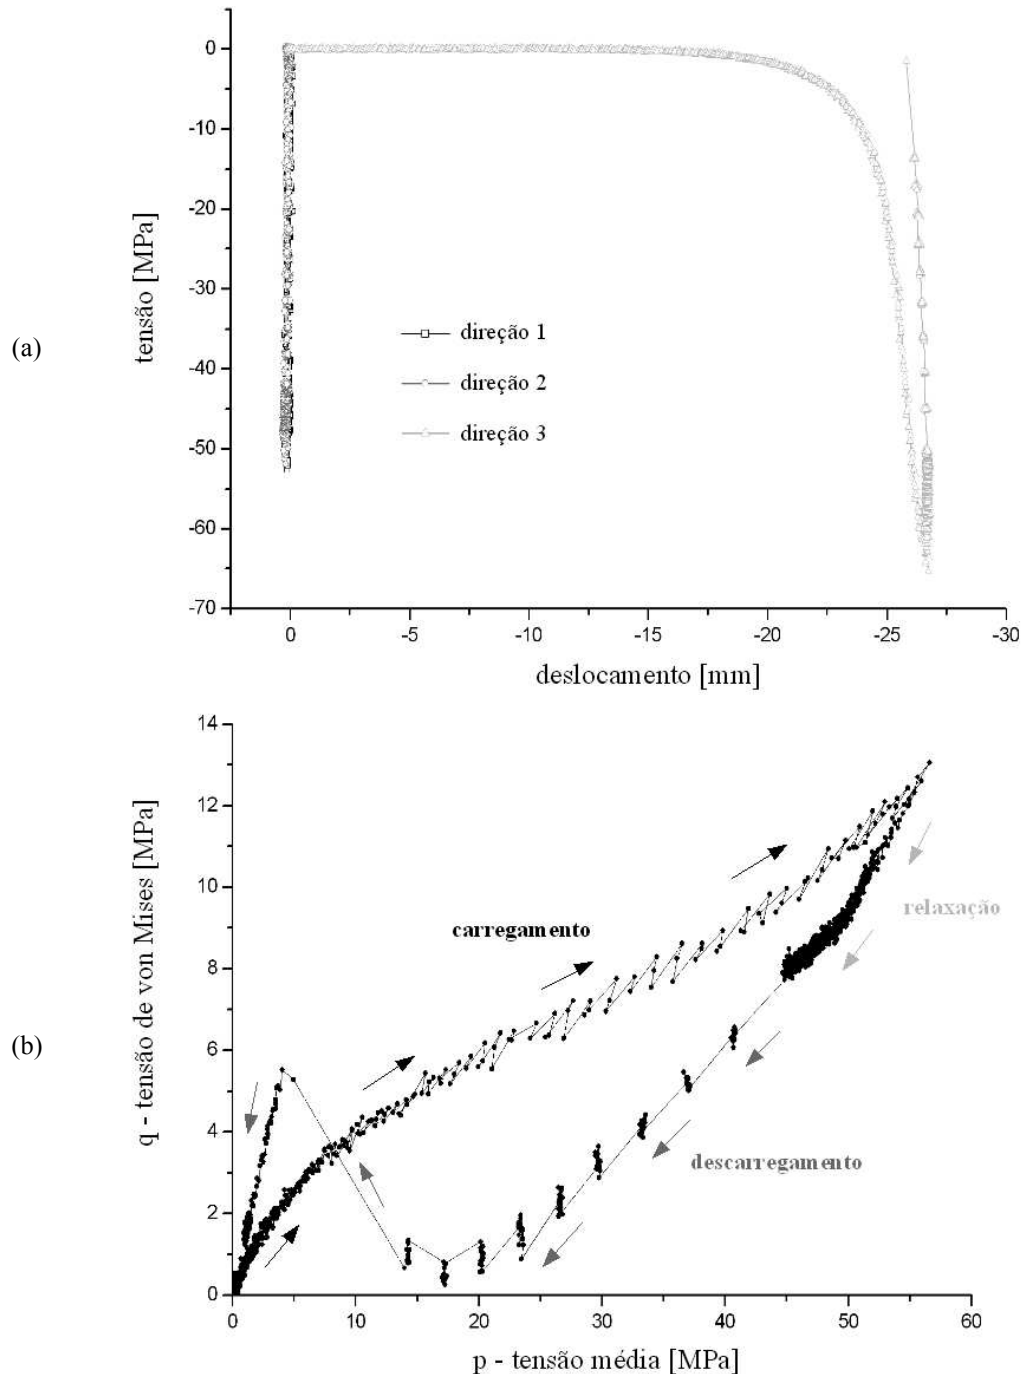 (a)
tensão [MPa]
0
-10
-20
-30
-40
-50
-60
-70
direção 1
direção 2
direção 3
0
-5
-10
-15
-20
-25
-30
deslocamento [mm]
(b)
q - tensão de von Mises [MPa]
14
12
10
8
6
4
2
0
carregamento
relaxação
descarregamento
0
10
20
30
40
50
60
p - tensão média [MPa]